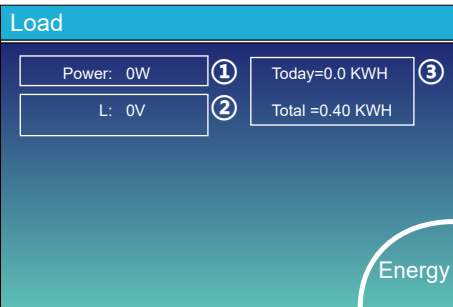 Load
Power: 0W ①
L: 0V ②
Today=0.0 KWH ③
Total =0.40 KWH
Energy